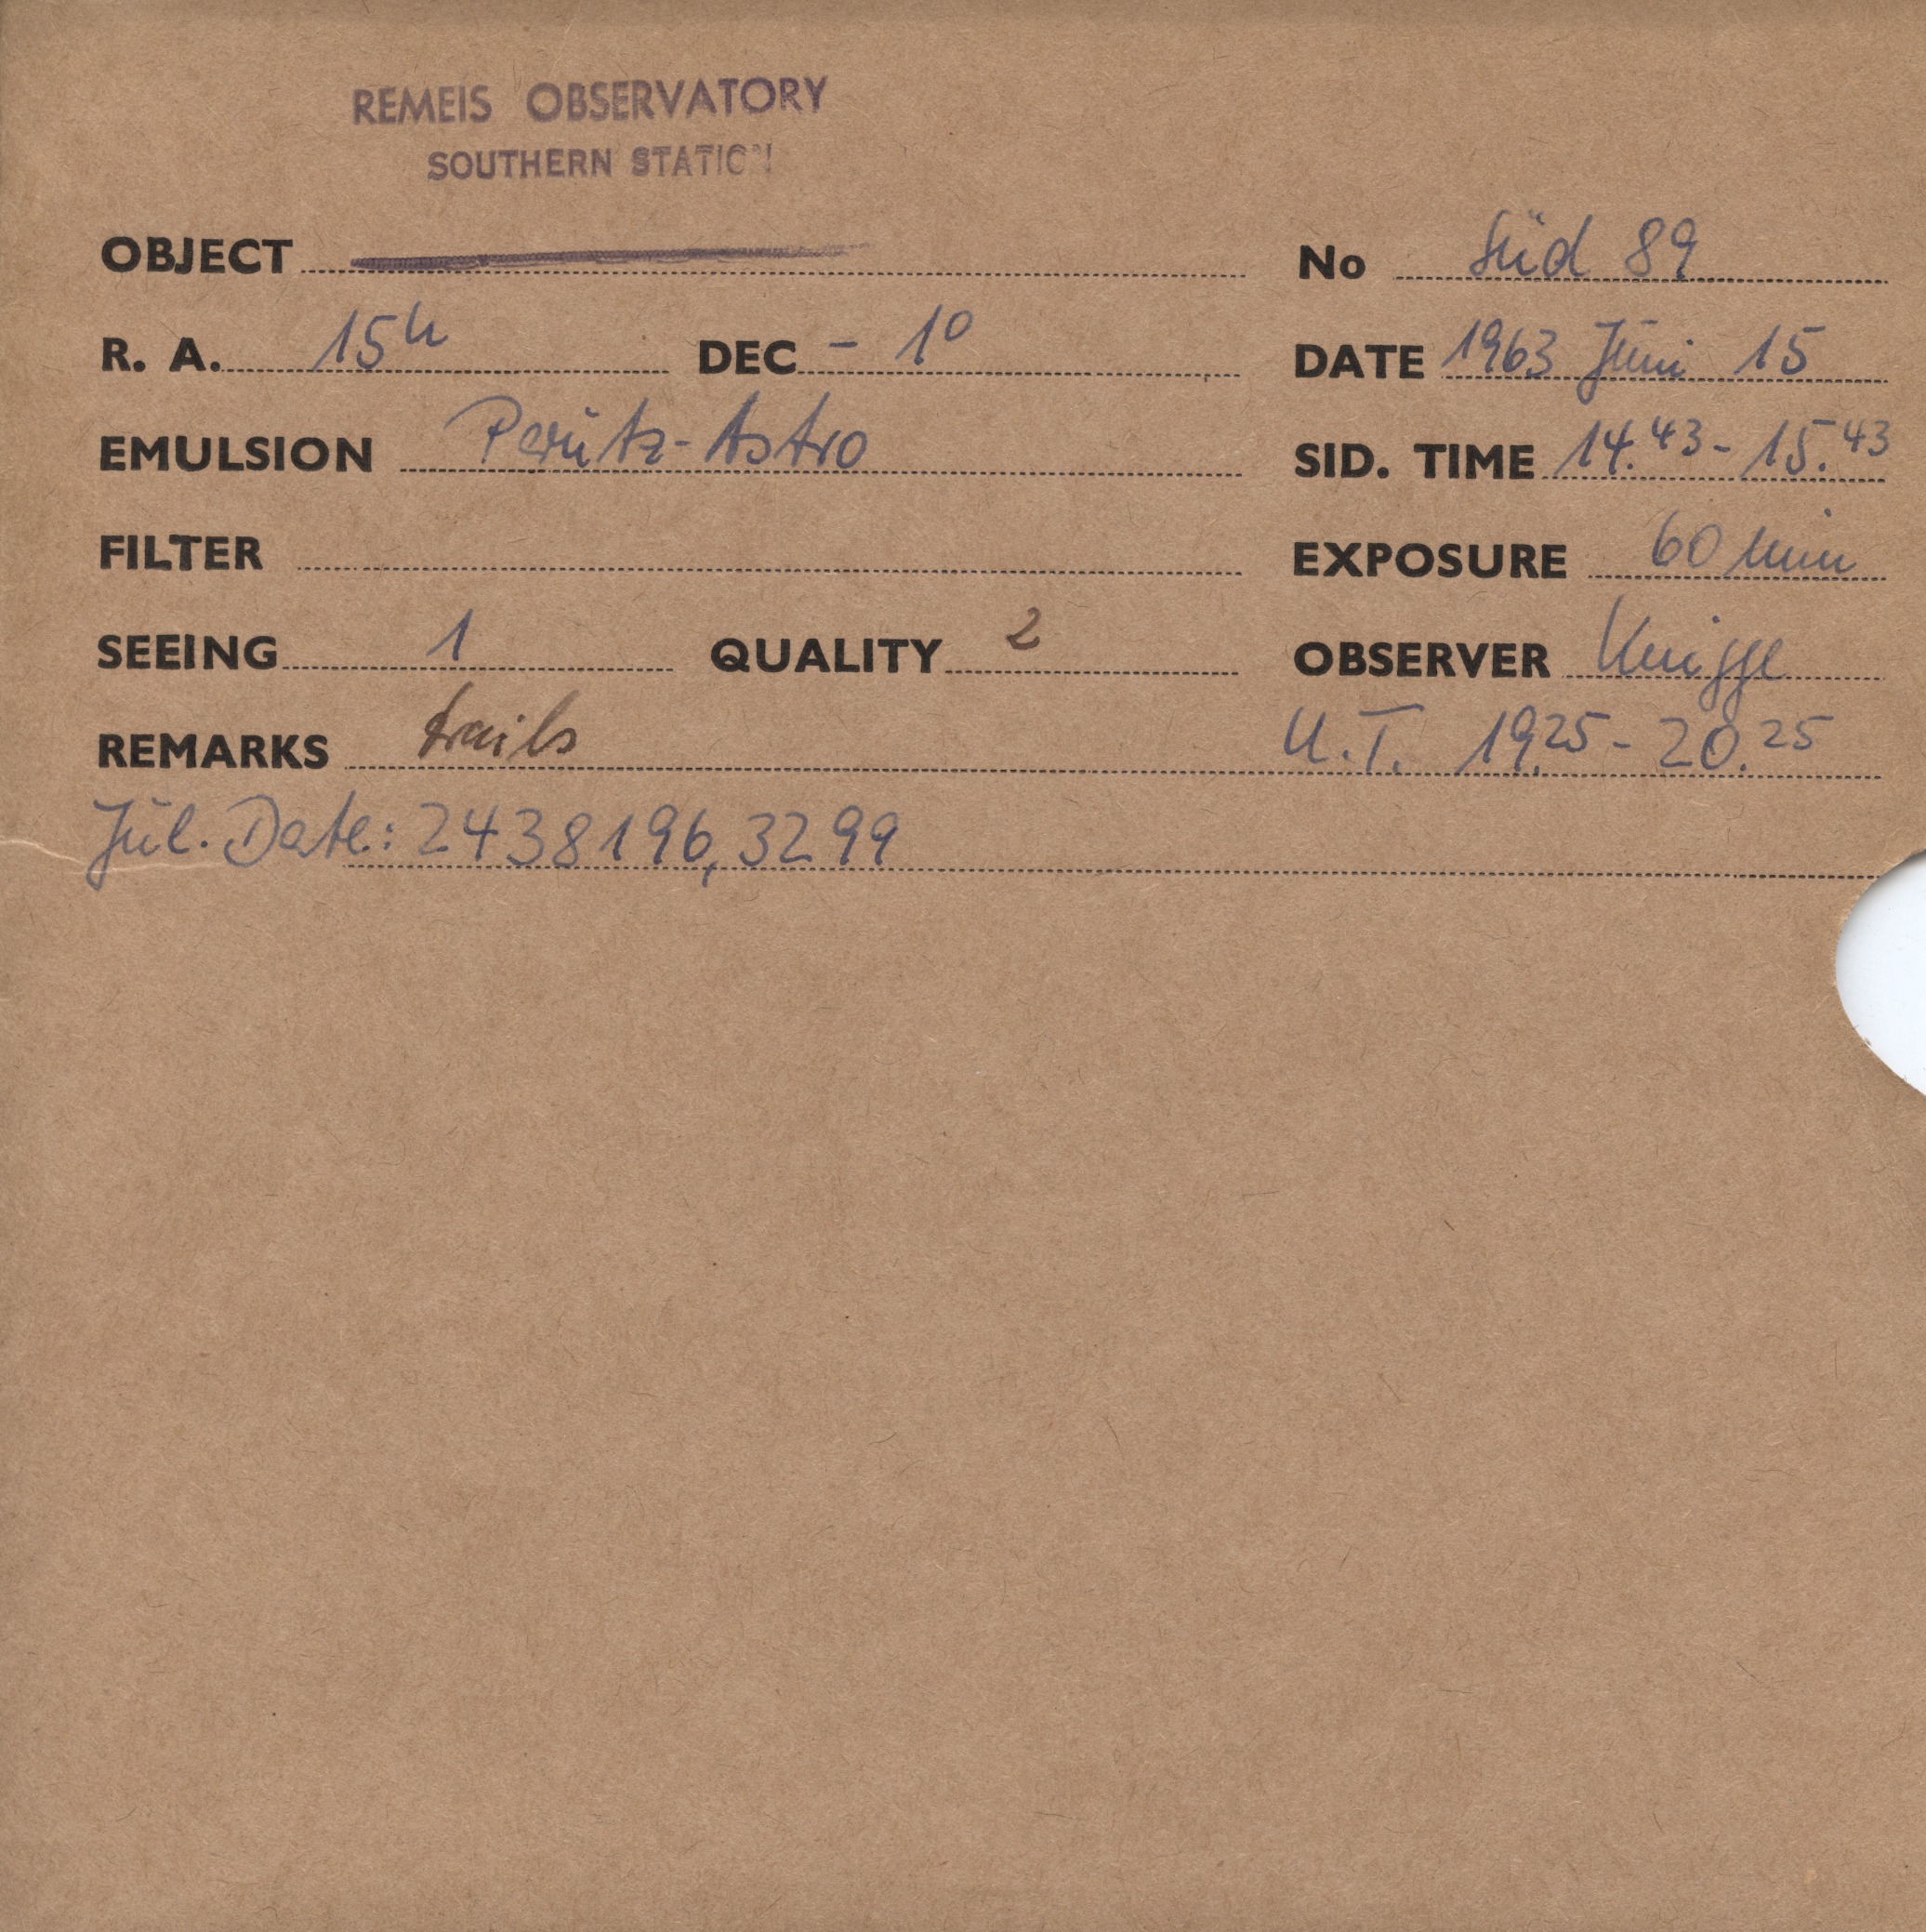 REMEIS OBSERVATORY
SOUTHERN STATION
OBJECT No Süd 89
R. A. 15h DEC - 1° DATE 1963 Juni 15
EMULSION Perutz-Astro SID. TIME 14.43 - 15.43
FILTER EXPOSURE 60 min
SEEING 1 QUALITY 2 OBSERVER Knigge
REMARKS trails U.T. 19.25 - 20.25
Jul. Date: 2438196,3299